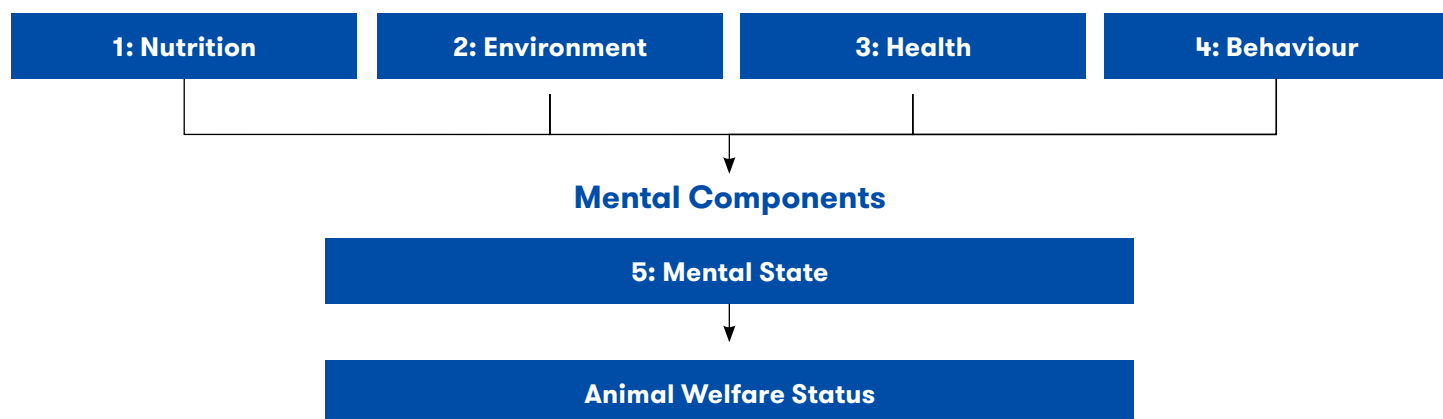 1: Nutrition
2: Environment
3: Health
4: Behaviour
Mental Components
5: Mental State
Animal Welfare Status